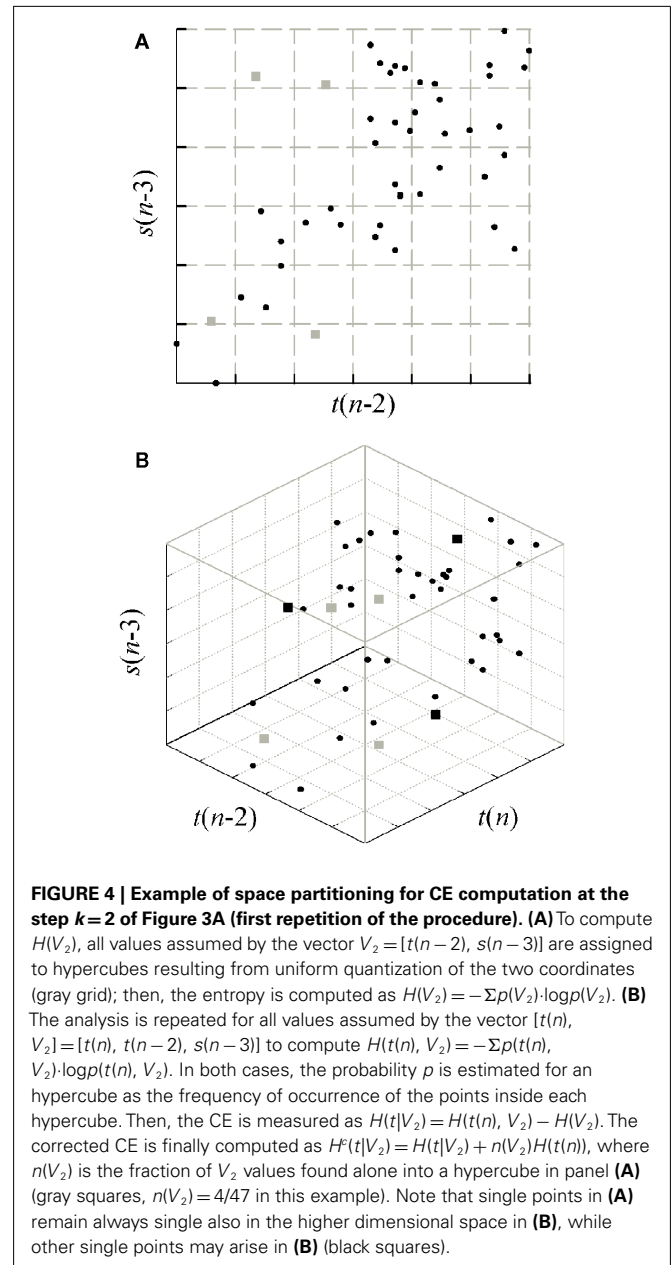 A
s(n-3)
t(n-2)
B
s(n-3)
t(n-2)
t(n)
FIGURE 4 | Example of space partitioning for CE computation at the
step k = 2 of Figure 3A (first repetition of the procedure). (A) To compute
H(V₂), all values assumed by the vector V₂ = [t(n − 2), s(n − 3)] are assigned
to hypercubes resulting from uniform quantization of the two coordinates
(gray grid); then, the entropy is computed as H(V₂) = −Σp(V₂)·logp(V₂). (B)
The analysis is repeated for all values assumed by the vector [t(n),
V₂] = [t(n), t(n − 2), s(n − 3)] to compute H(t(n), V₂) = −Σp(t(n),
V₂)·logp(t(n), V₂). In both cases, the probability p is estimated for an
hypercube as the frequency of occurrence of the points inside each
hypercube. Then, the CE is measured as H(t|V₂) = H(t(n), V₂) − H(V₂). The
corrected CE is finally computed as Hᶜ(t|V₂) = H(t|V₂) + n(V₂)H(t(n)), where
n(V₂) is the fraction of V₂ values found alone into a hypercube in panel (A)
(gray squares, n(V₂) = 4/47 in this example). Note that single points in (A)
remain always single also in the higher dimensional space in (B), while
other single points may arise in (B) (black squares).